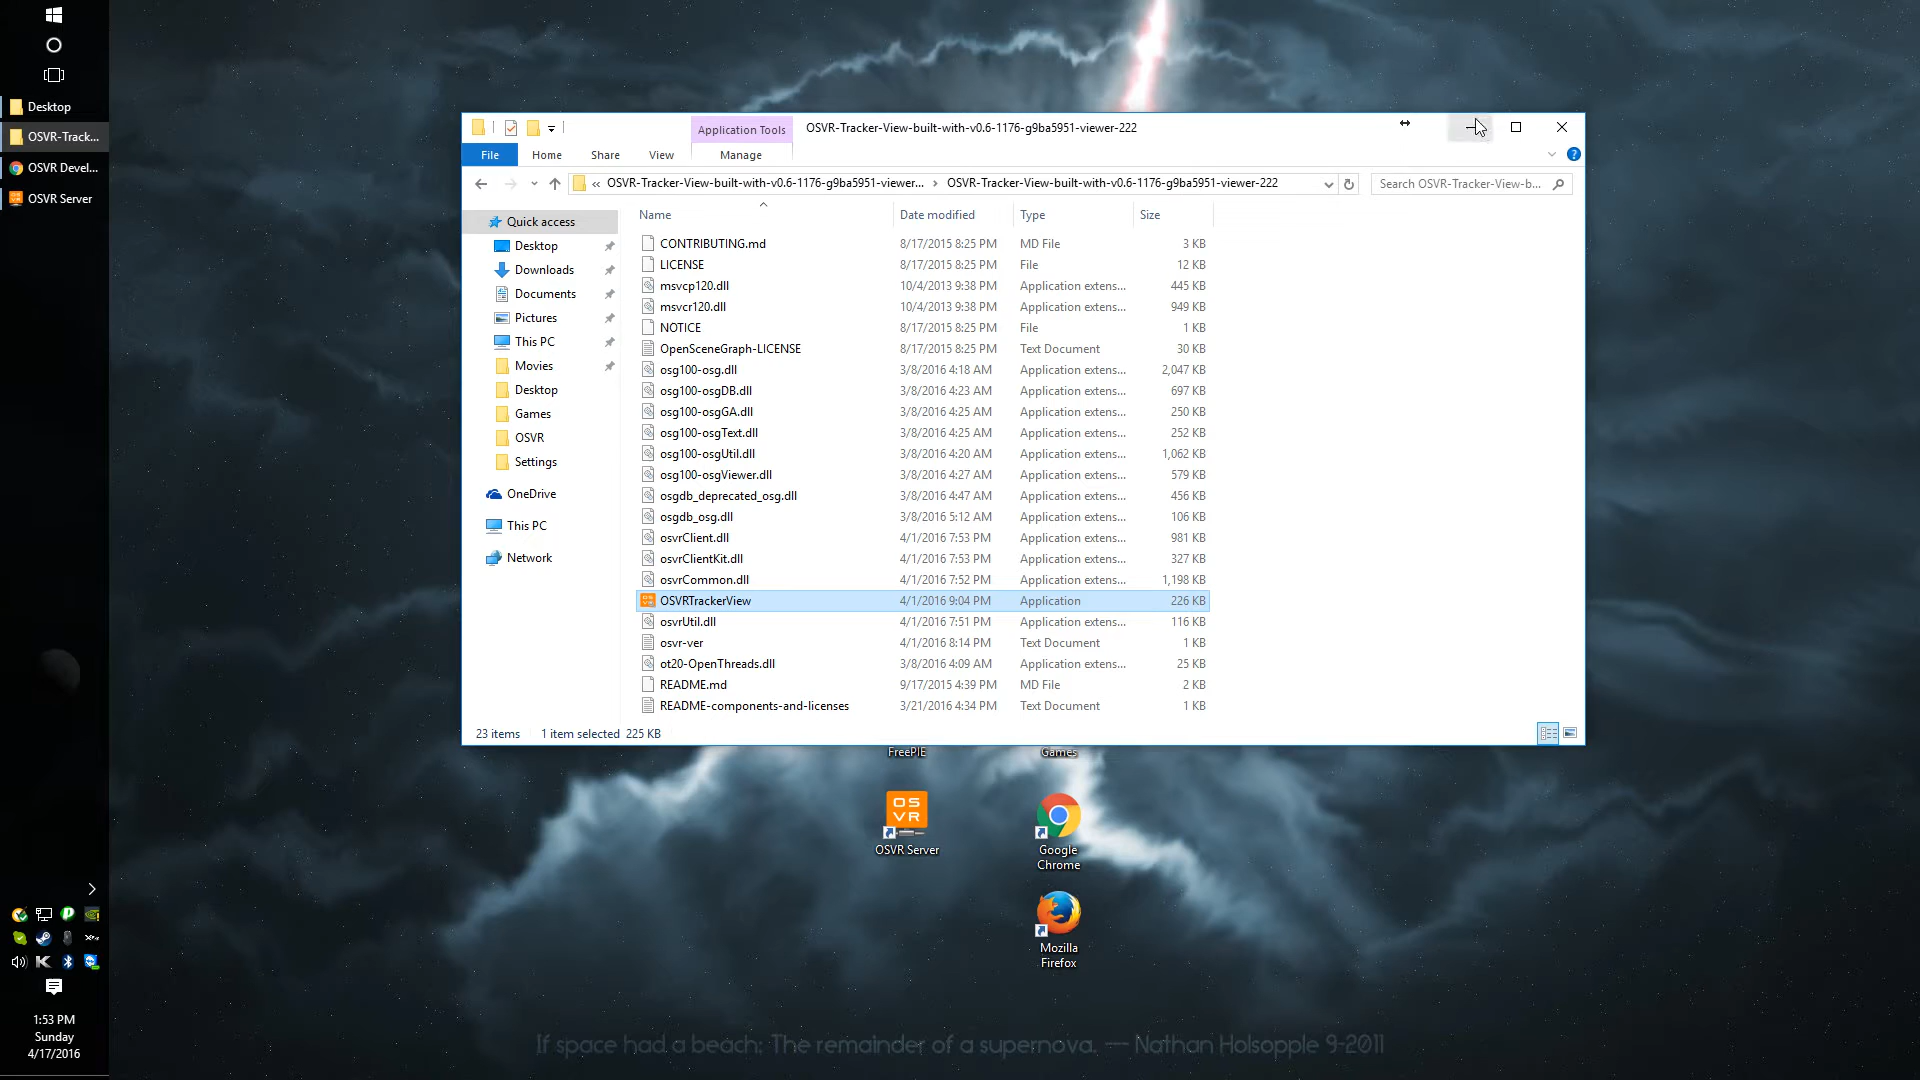 Desktop
OSVR-Track...
OSVR Devel...
OSVR Server
1:53 PM
Sunday
4/17/2016
Application Tools
OSVR-Tracker-View-built-with-v0.6-1176-g9ba5951-viewer-222
File Home Share View Manage
« OSVR-Tracker-View-built-with-v0.6-1176-g9ba5951-viewer... › OSVR-Tracker-View-built-with-v0.6-1176-g9ba5951-viewer-222
Search OSVR-Tracker-View-b...
Quick access
Desktop
Downloads
Documents
Pictures
This PC
Movies
Desktop
Games
OSVR
Settings
OneDrive
This PC
Network
Name Date modified Type Size
CONTRIBUTING.md 8/17/2015 8:25 PM MD File 3 KB
LICENSE 8/17/2015 8:25 PM File 12 KB
msvcp120.dll 10/4/2013 9:38 PM Application extens... 445 KB
msvcr120.dll 10/4/2013 9:38 PM Application extens... 949 KB
NOTICE 8/17/2015 8:25 PM File 1 KB
OpenSceneGraph-LICENSE 8/17/2015 8:25 PM Text Document 30 KB
osg100-osg.dll 3/8/2016 4:18 AM Application extens... 2,047 KB
osg100-osgDB.dll 3/8/2016 4:23 AM Application extens... 697 KB
osg100-osgGA.dll 3/8/2016 4:25 AM Application extens... 250 KB
osg100-osgText.dll 3/8/2016 4:25 AM Application extens... 252 KB
osg100-osgUtil.dll 3/8/2016 4:20 AM Application extens... 1,062 KB
osg100-osgViewer.dll 3/8/2016 4:27 AM Application extens... 579 KB
osgdb_deprecated_osg.dll 3/8/2016 4:47 AM Application extens... 456 KB
osgdb_osg.dll 3/8/2016 5:12 AM Application extens... 106 KB
osvrClient.dll 4/1/2016 7:53 PM Application extens... 981 KB
osvrClientKit.dll 4/1/2016 7:53 PM Application extens... 327 KB
osvrCommon.dll 4/1/2016 7:52 PM Application extens... 1,198 KB
OSVRTrackerView 4/1/2016 9:04 PM Application 226 KB
osvrUtil.dll 4/1/2016 7:51 PM Application extens... 116 KB
osvr-ver 4/1/2016 8:14 PM Text Document 1 KB
ot20-OpenThreads.dll 3/8/2016 4:09 AM Application extens... 25 KB
README.md 9/17/2015 4:39 PM MD File 2 KB
README-components-and-licenses 3/21/2016 4:34 PM Text Document 1 KB
23 items 1 item selected 225 KB
FreePIE
Games
OS
VR
OSVR Server
Google
Chrome
Mozilla
Firefox
If space had a beach: The remainder of a supernova. --- Nathan Holsopple 9-2011